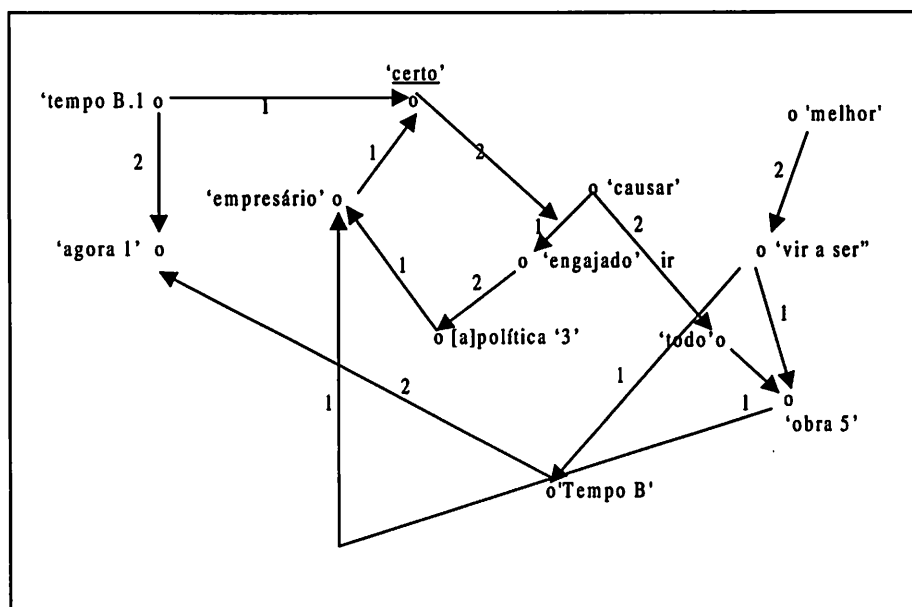 'certo'
'tempo B.1 o
1
o
o 'melhor'
2
1
2
2
'empresário' o
o 'causar'
1
2
'agora 1' o
o 'engajado'
ir
o 'vir a ser"
1
2
1
o [a]política '3'
'todo'o
1
2
1
1
o
'obra 5'
o'Tempo B'